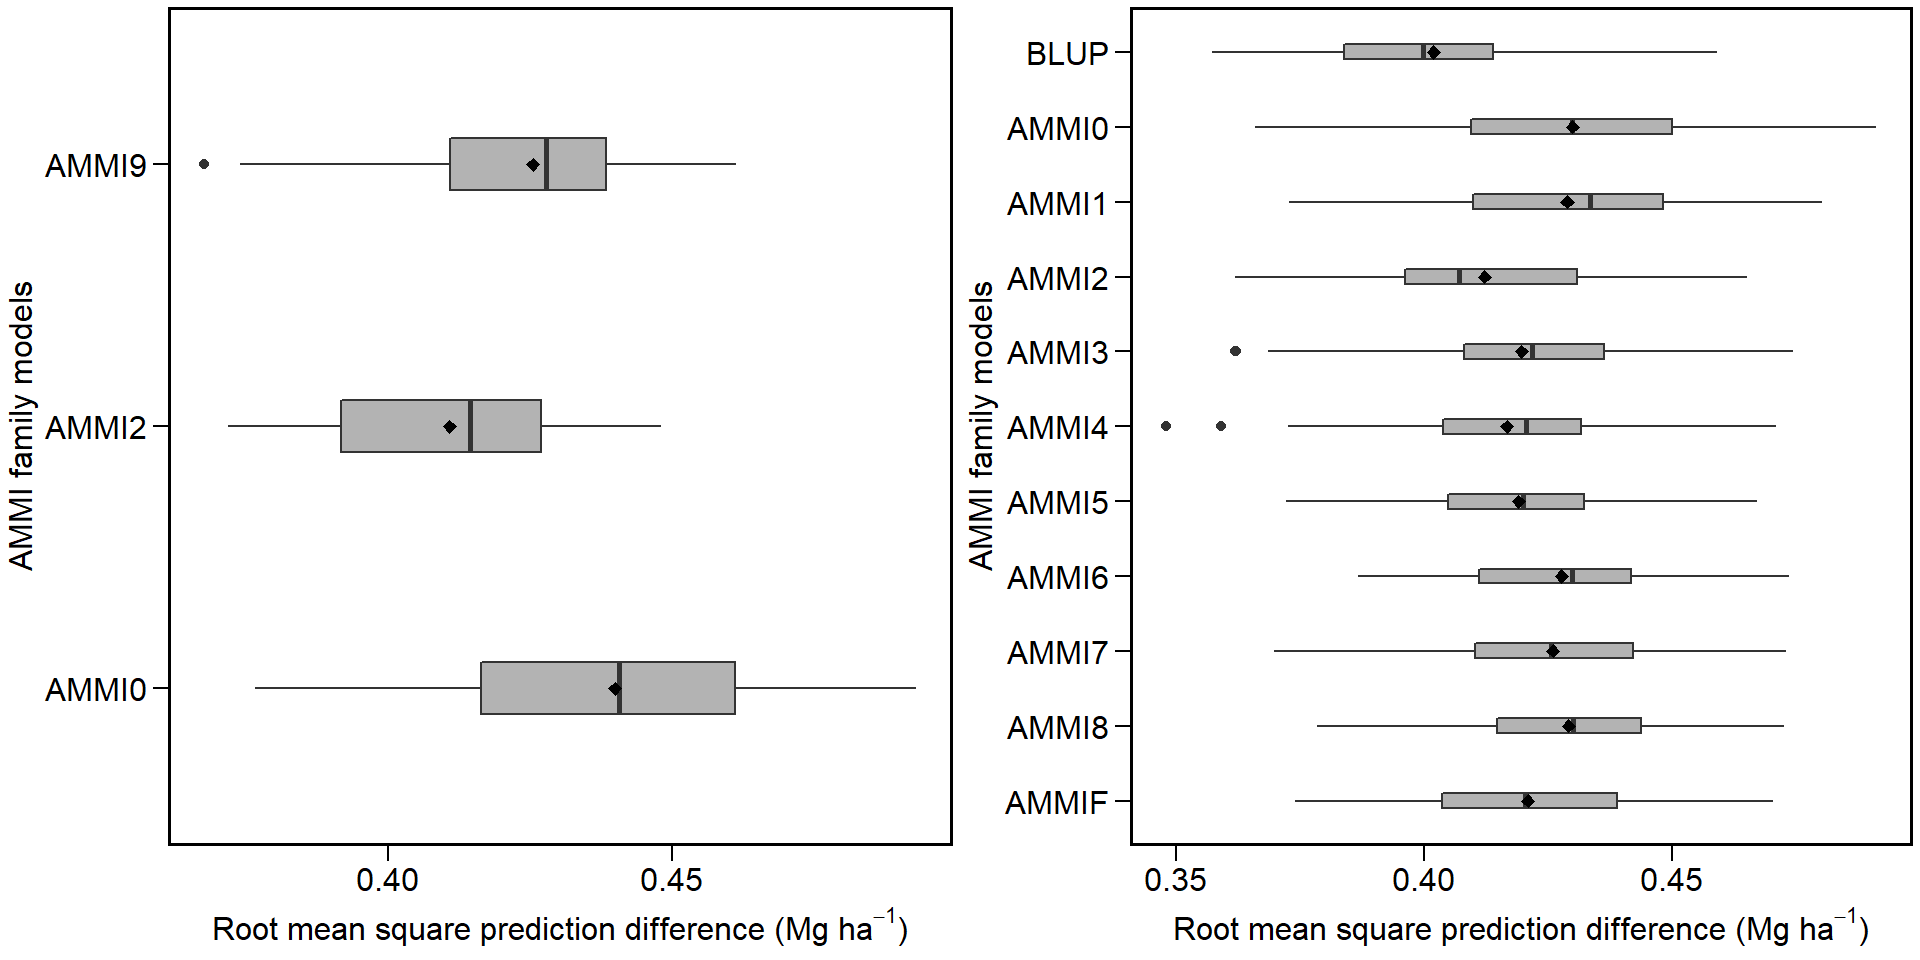 AMMI family models
AMMI9
AMMI2
AMMI0
0.40
0.45
Root mean square prediction difference (Mg ha⁻¹)
AMMI family models
BLUP
AMMI0
AMMI1
AMMI2
AMMI3
AMMI4
AMMI5
AMMI6
AMMI7
AMMI8
AMMIF
0.35
0.40
0.45
Root mean square prediction difference (Mg ha⁻¹)